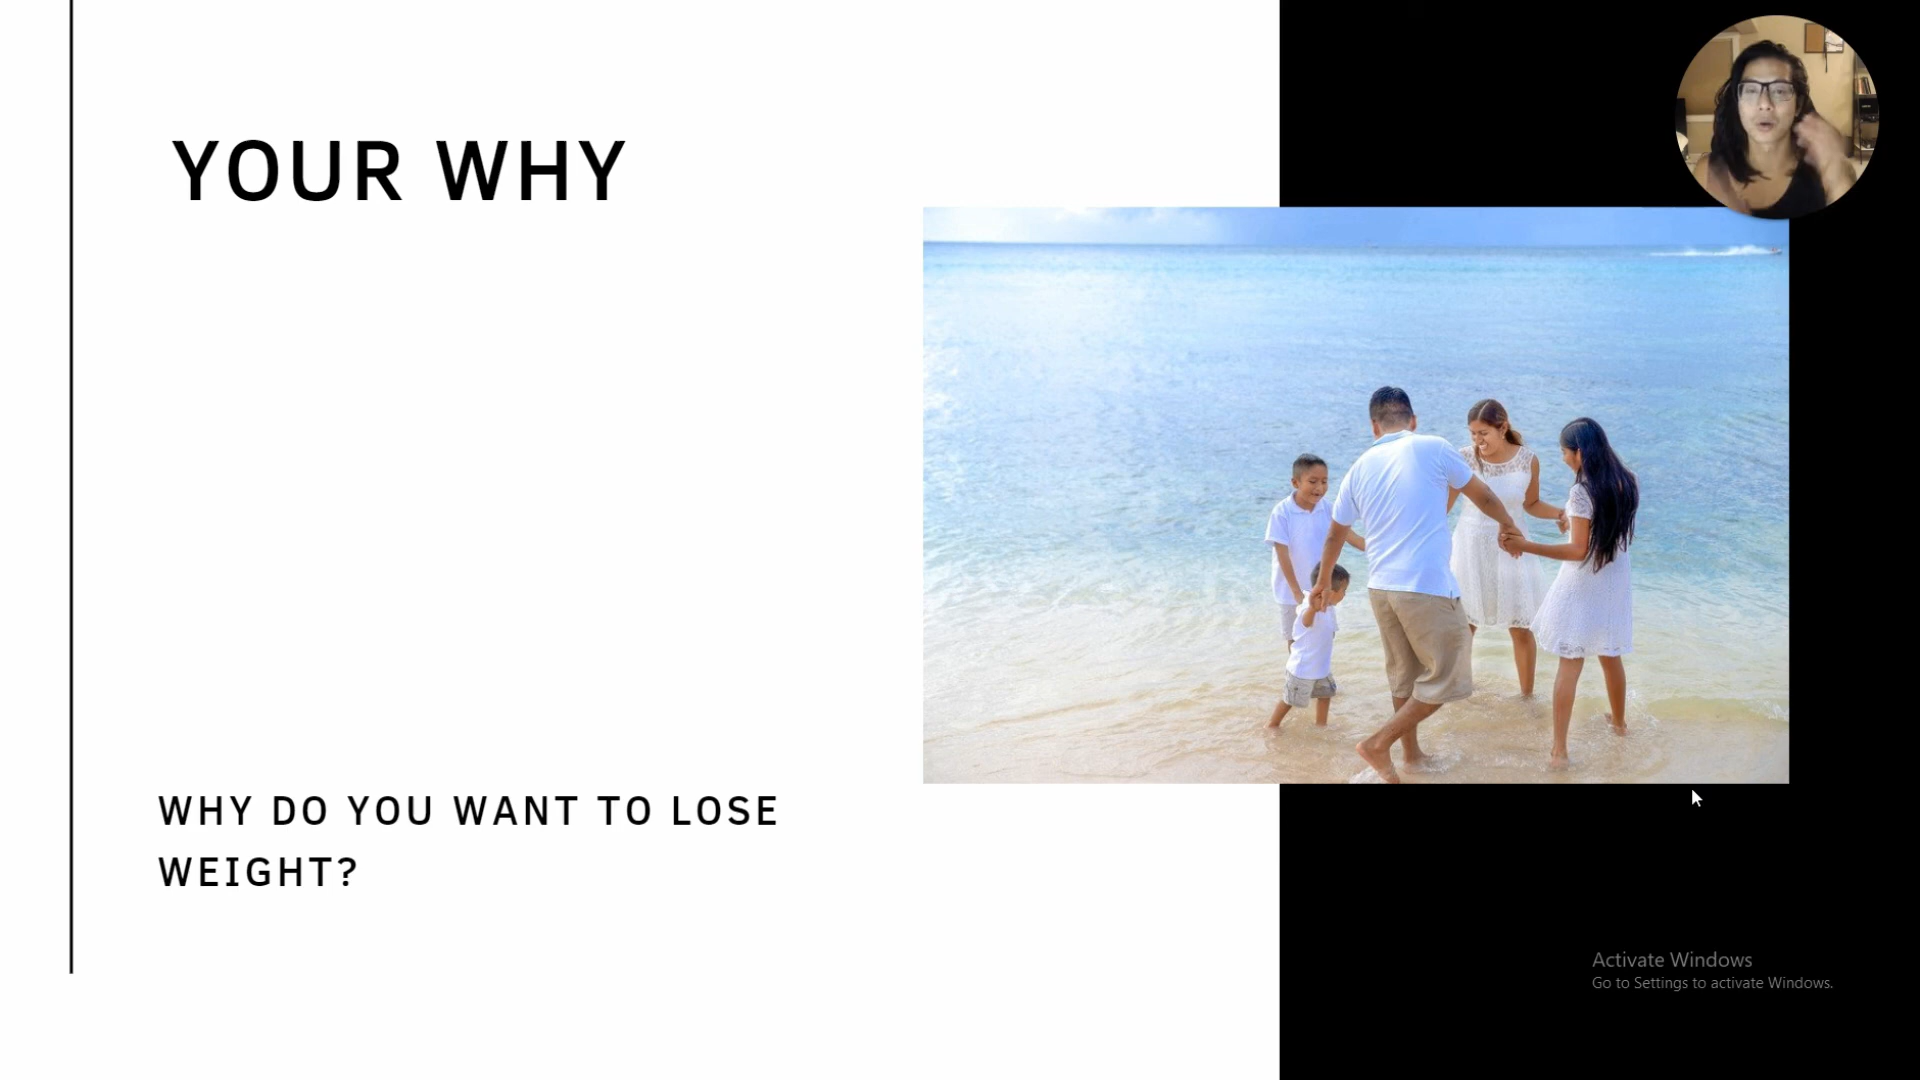 YOUR WHY
WHY DO YOU WANT TO LOSE
WEIGHT?
Activate Windows
Go to Settings to activate Windows.